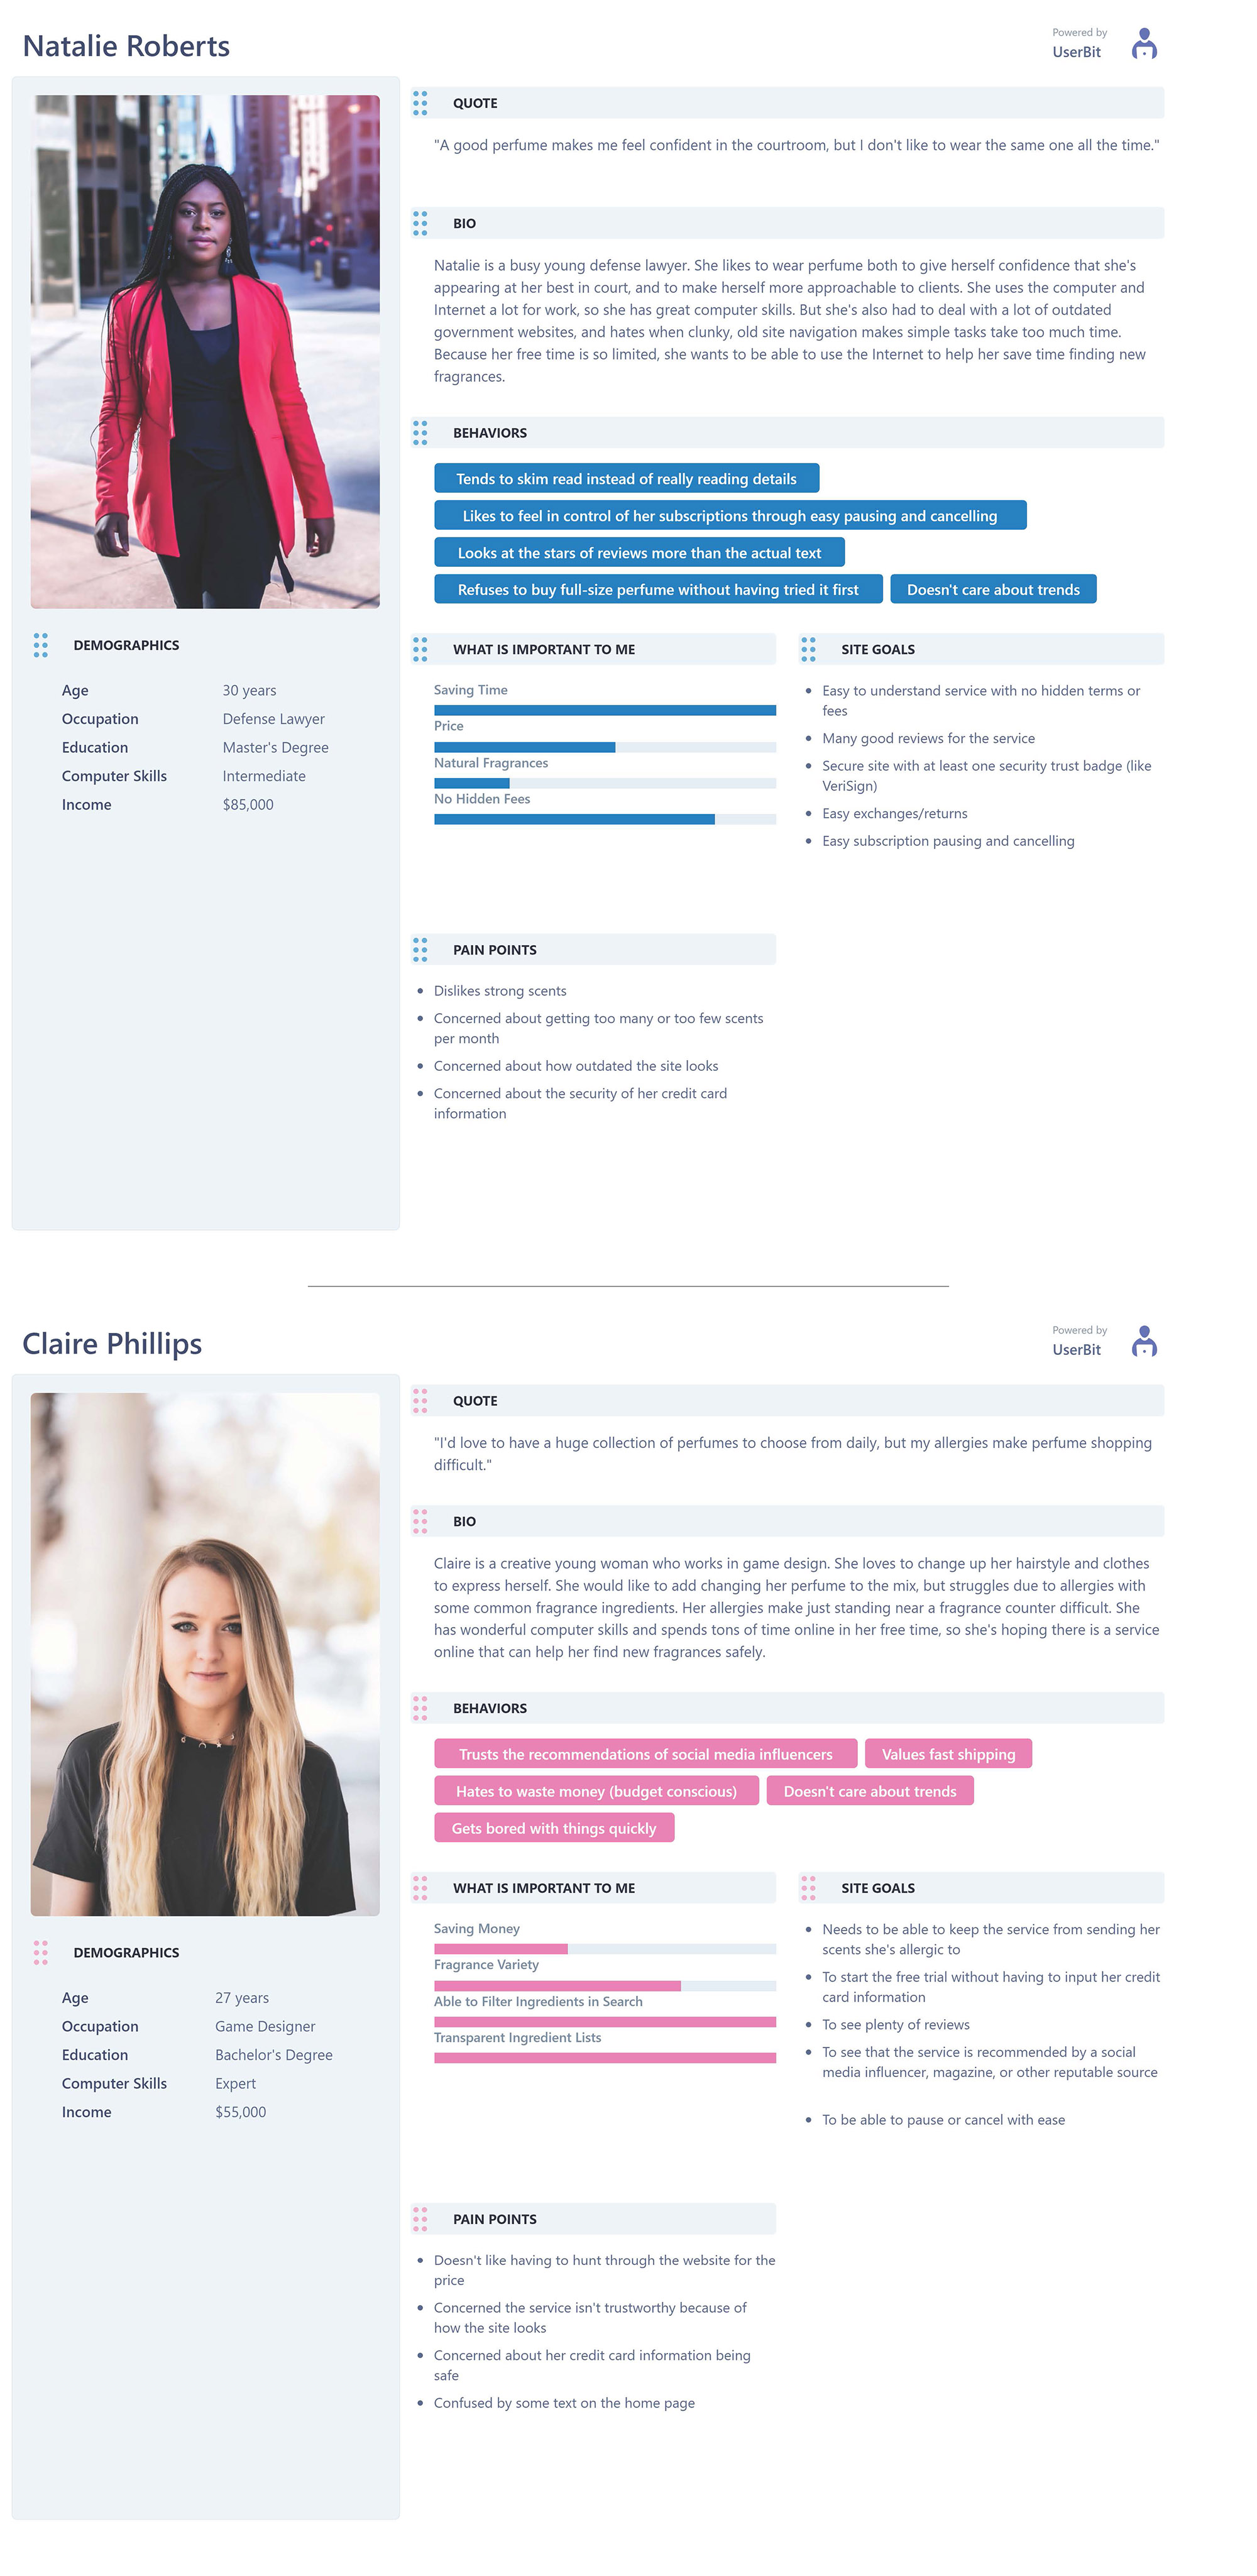 Natalie Roberts
Powered by
UserBit
QUOTE
"A good perfume makes me feel confident in the courtroom, but I don't like to wear the same one all the time."
BIO
Natalie is a busy young defense lawyer. She likes to wear perfume both to give herself confidence that she's
appearing at her best in court, and to make herself more approachable to clients. She uses the computer and
Internet a lot for work, so she has great computer skills. But she's also had to deal with a lot of outdated
government websites, and hates when clunky, old site navigation makes simple tasks take too much time.
Because her free time is so limited, she wants to be able to use the Internet to help her save time finding new
fragrances.
BEHAVIORS
Tends to skim read instead of really reading details
Likes to feel in control of her subscriptions through easy pausing and cancelling
Looks at the stars of reviews more than the actual text
Refuses to buy full-size perfume without having tried it first
Doesn't care about trends
DEMOGRAPHICS
Age 30 years
Occupation Defense Lawyer
Education Master's Degree
Computer Skills Intermediate
Income $85,000
WHAT IS IMPORTANT TO ME
Saving Time
Price
Natural Fragrances
No Hidden Fees
SITE GOALS
Easy to understand service with no hidden terms or
fees
Many good reviews for the service
Secure site with at least one security trust badge (like
VeriSign)
Easy exchanges/returns
Easy subscription pausing and cancelling
PAIN POINTS
Dislikes strong scents
Concerned about getting too many or too few scents
per month
Concerned about how outdated the site looks
Concerned about the security of her credit card
information
Claire Phillips
Powered by
UserBit
QUOTE
"I'd love to have a huge collection of perfumes to choose from daily, but my allergies make perfume shopping
difficult."
BIO
Claire is a creative young woman who works in game design. She loves to change up her hairstyle and clothes
to express herself. She would like to add changing her perfume to the mix, but struggles due to allergies with
some common fragrance ingredients. Her allergies make just standing near a fragrance counter difficult. She
has wonderful computer skills and spends tons of time online in her free time, so she's hoping there is a service
online that can help her find new fragrances safely.
BEHAVIORS
Trusts the recommendations of social media influencers
Values fast shipping
Hates to waste money (budget conscious)
Doesn't care about trends
Gets bored with things quickly
DEMOGRAPHICS
Age 27 years
Occupation Game Designer
Education Bachelor's Degree
Computer Skills Expert
Income $55,000
WHAT IS IMPORTANT TO ME
Saving Money
Fragrance Variety
Able to Filter Ingredients in Search
Transparent Ingredient Lists
SITE GOALS
Needs to be able to keep the service from sending her
scents she's allergic to
To start the free trial without having to input her credit
card information
To see plenty of reviews
To see that the service is recommended by a social
media influencer, magazine, or other reputable source
To be able to pause or cancel with ease
PAIN POINTS
Doesn't like having to hunt through the website for the
price
Concerned the service isn't trustworthy because of
how the site looks
Concerned about her credit card information being
safe
Confused by some text on the home page